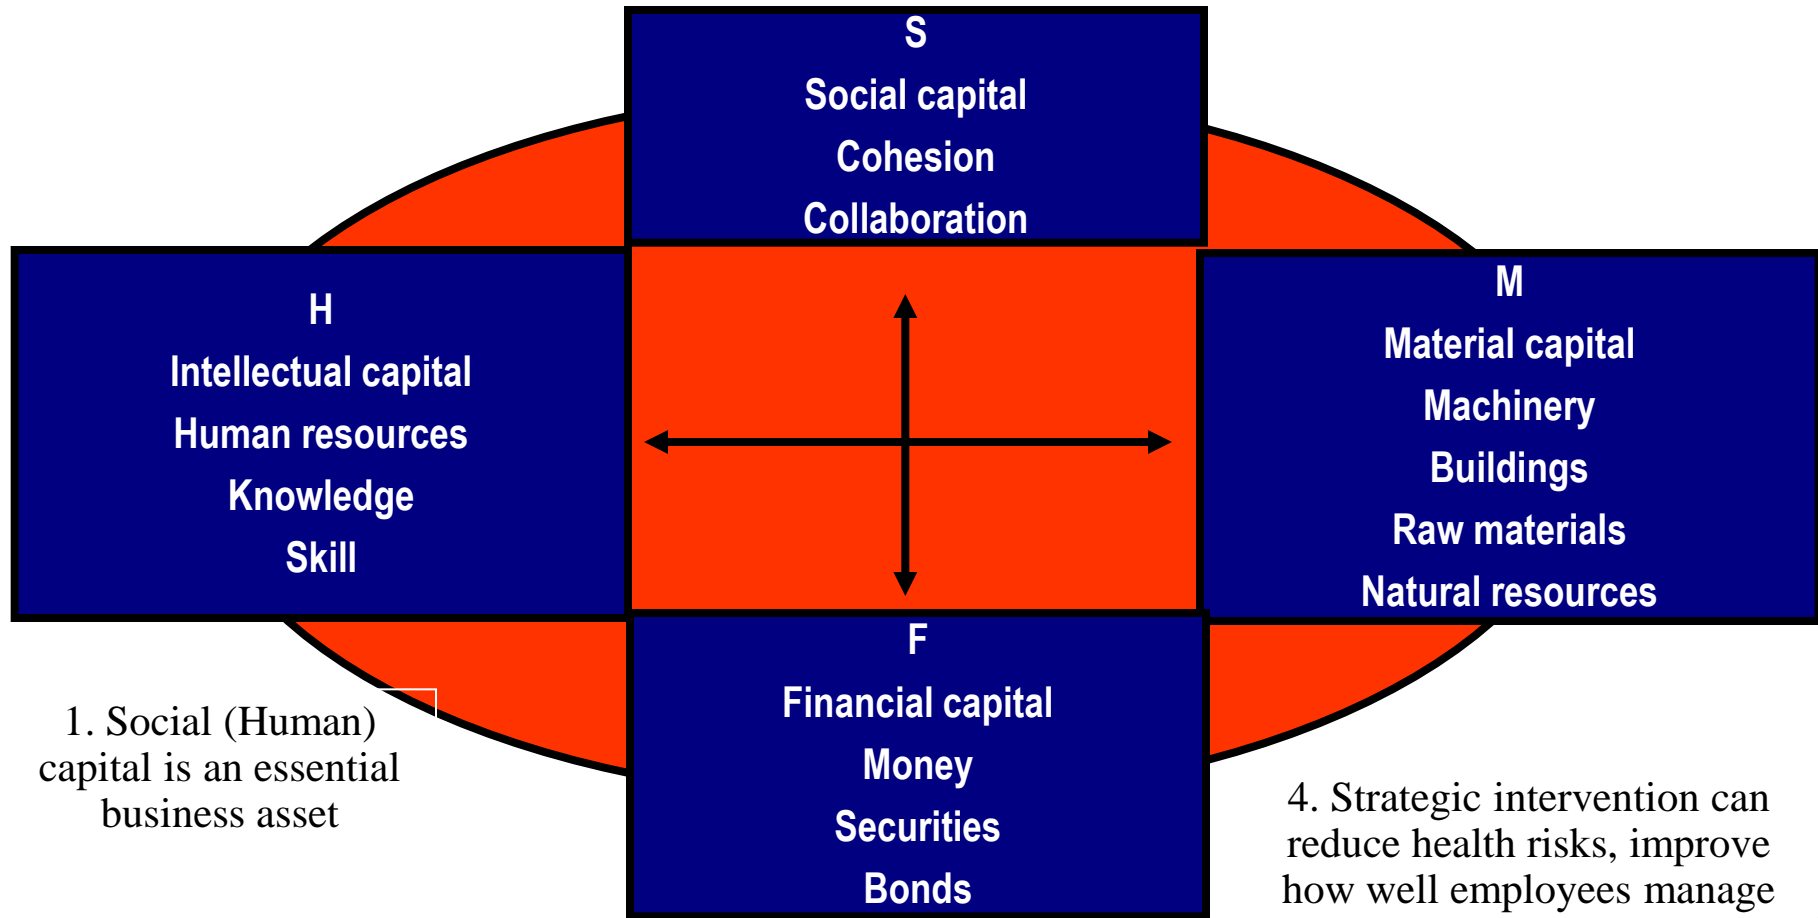 S
Social capital
Cohesion
Collaboration
H
Intellectual capital
Human resources
Knowledge
Skill
M
Material capital
Machinery
Buildings
Raw materials
Natural resources
F
Financial capital
Money
Securities
Bonds
1. Social (Human)
capital is an essential
business asset
4. Strategic intervention can
reduce health risks, improve
how well employees manage